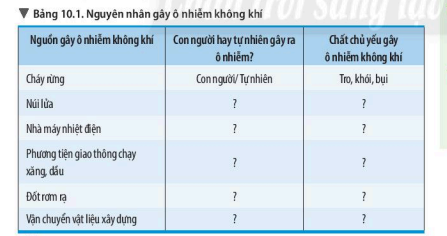 ▼ Bảng 10.1. Nguyên nhân gây ô nhiễm không khí
Nguồn gây ô nhiễm không khí Con người hay tự nhiên gây ra Chất chủ yếu gây
ô nhiễm? ô nhiễm không khí
Cháy rừng Con người/ Tự nhiên Tro, khói, bụi
Núi lửa ? ?
Nhà máy nhiệt điện ? ?
Phương tiện giao thông chạy
xăng, dầu ? ?
Đốt rơm rạ ? ?
Vận chuyển vật liệu xây dựng ? ?